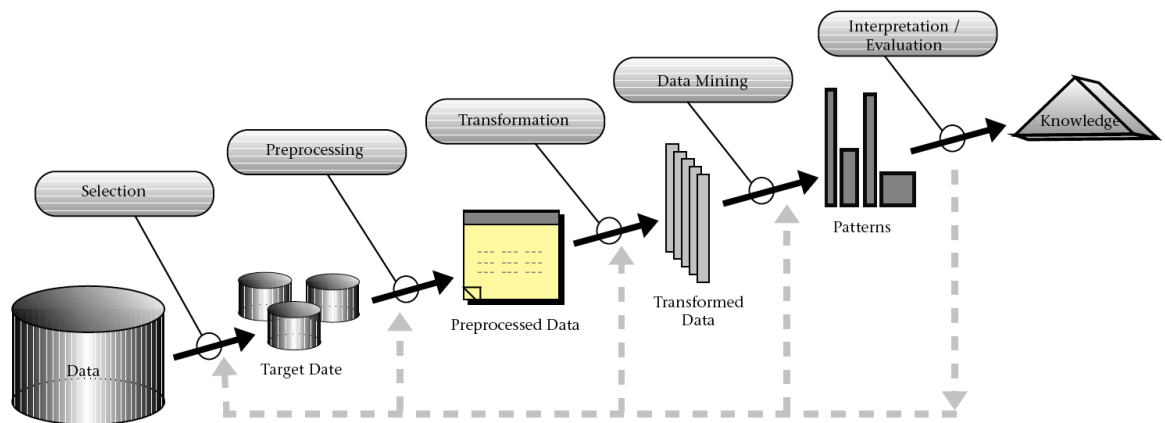 Interpretation /
Evaluation
Data Mining
Transformation
Preprocessing
Selection
Data
Target Date
Preprocessed Data
Transformed
Data
Patterns
Knowledge